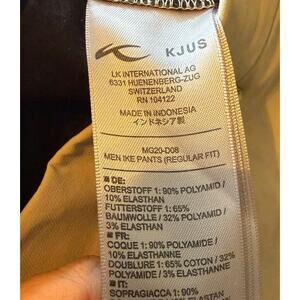 KJUS
LK INTERNATIONAL AG
6331 HUENENBERG-ZUG
SWITZERLAND
RN 104122
MADE IN INDONESIA
インドネシア製
MG20-D08
MEN IKE PANTS (REGULAR FIT)
■ DE:
OBERSTOFF 1: 90% POLYAMID /
10% ELASTHAN
FUTTERSTOFF 1: 65%
BAUMWOLLE / 32% POLYAMID /
3% ELASTHAN
■ FR:
COQUE 1: 90% POLYAMIDE /
10% ELASTHANNE
DOUBLURE 1: 65% COTON / 32%
POLYAMIDE / 3% ELASTHANNE
■ IT:
SOPRAGIACCA 1: 90%